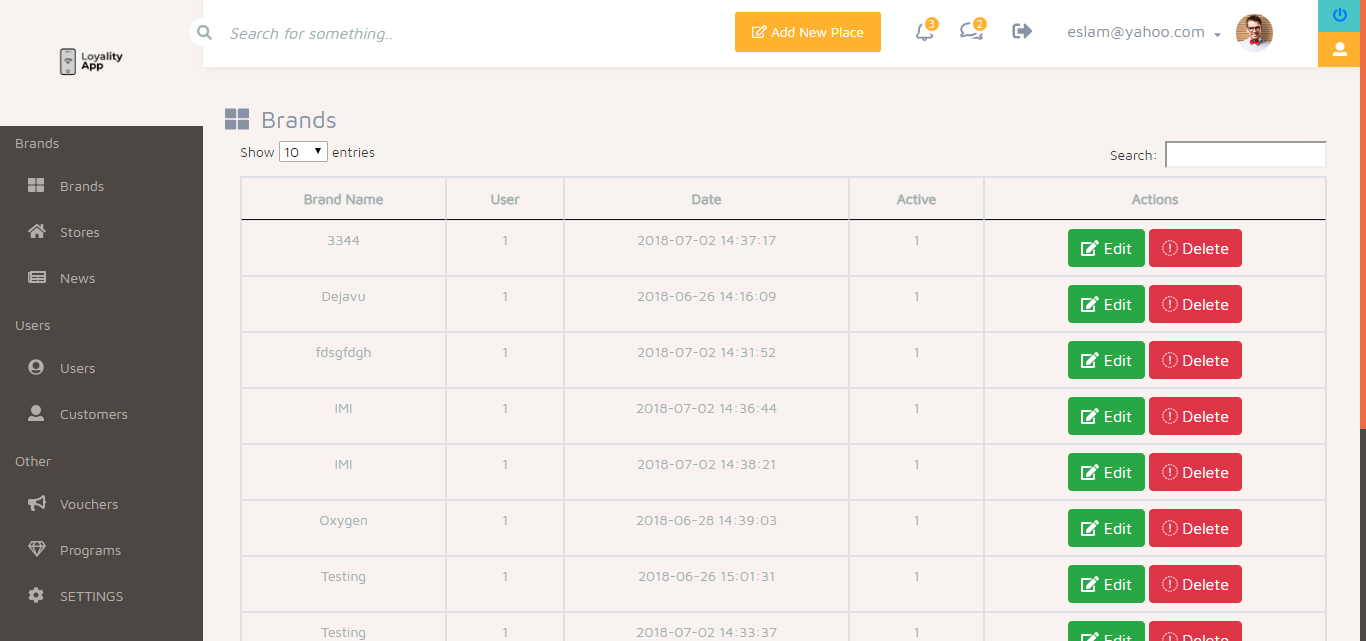 Loyality
App
Search for something..
Add New Place
3
2
eslam@yahoo.com
Brands
Brands
Stores
News
Users
Users
Customers
Other
Vouchers
Programs
SETTINGS
Brands
Show 10 entries
Search:
Brand Name User Date Active Actions
3344 1 2018-07-02 14:37:17 1 Edit Delete
Dejavu 1 2018-06-26 14:16:09 1 Edit Delete
fdsgfdgh 1 2018-07-02 14:31:52 1 Edit Delete
IMI 1 2018-07-02 14:36:44 1 Edit Delete
IMI 1 2018-07-02 14:38:21 1 Edit Delete
Oxygen 1 2018-06-28 14:39:03 1 Edit Delete
Testing 1 2018-06-26 15:01:31 1 Edit Delete
Testing 1 2018-07-02 14:33:37 1 Edit Delete